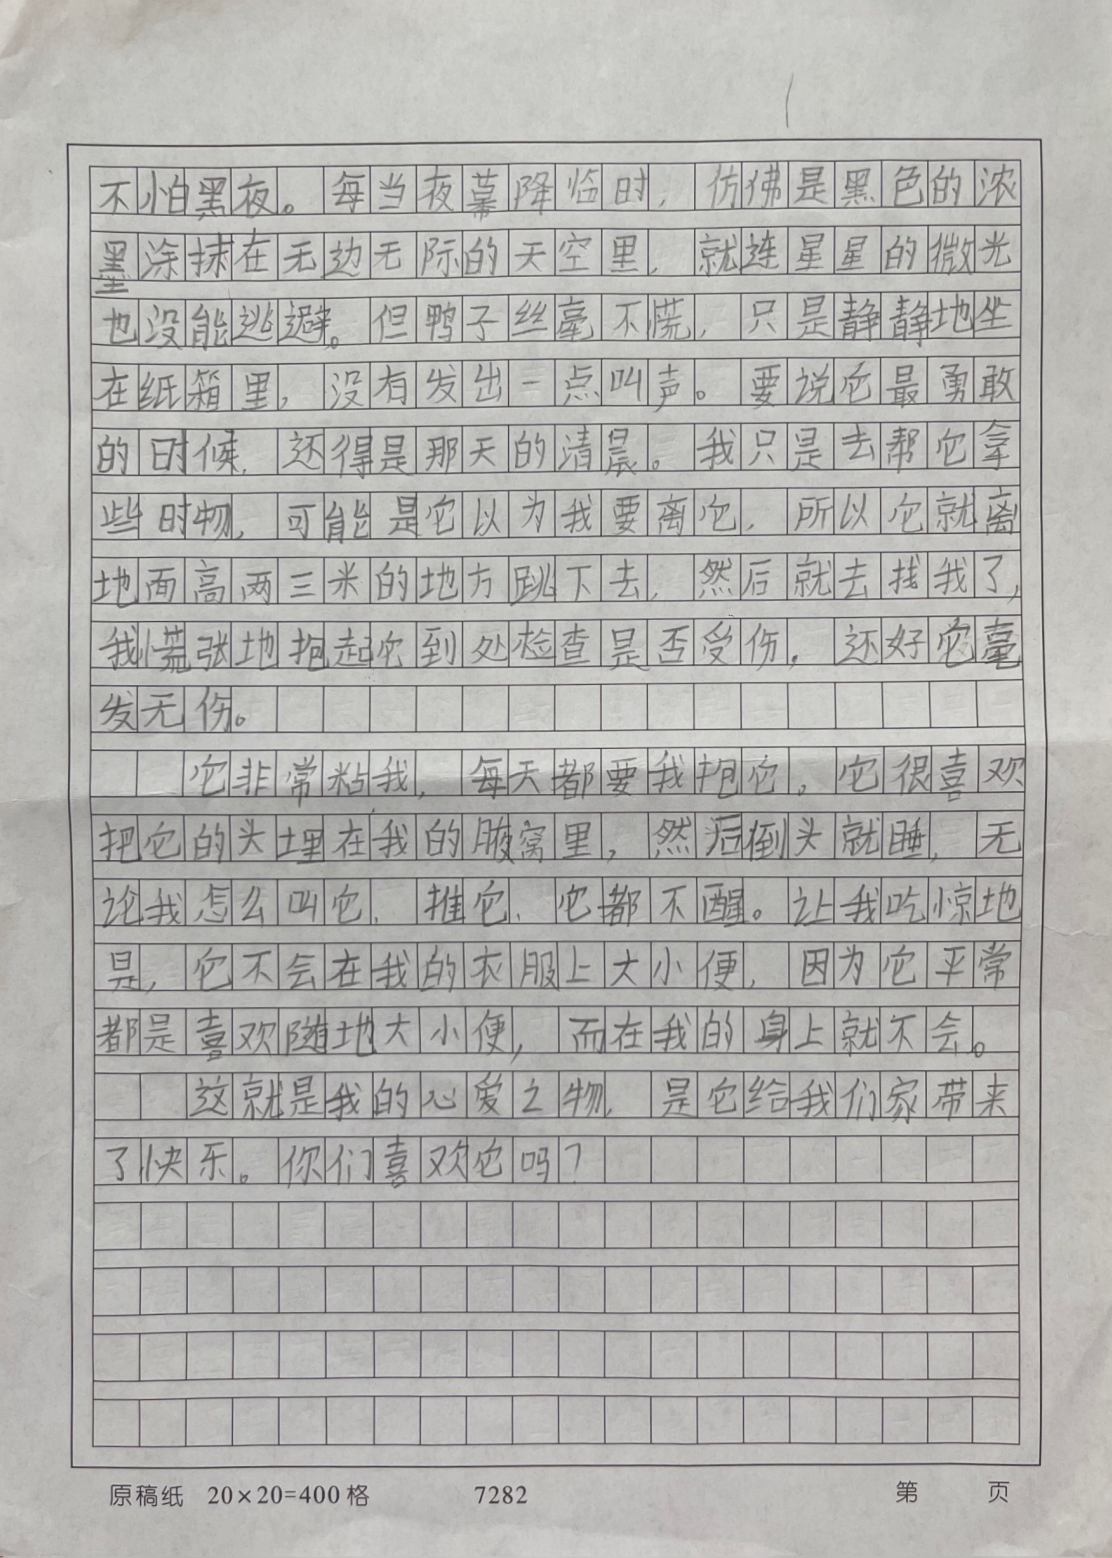 不怕黑夜。每当夜幕降临时，仿佛是黑色的浓
墨涂抹在无边无际的天空里，就连星星的微光
也没能逃避。但鸭子丝毫不慌，只是静静地坐
在纸箱里，没有发出一点叫声。要说它最勇敢
的时候，还得是那天的清晨。我只是去帮它拿
些时物，可能是它以为我要离它，所以它就离
地面高两三米的地方跳下去，然后就去找我了，
我慌张地抱起它到处检查是否受伤，还好它毫
发无伤。
它非常粘我，每天都要我抱它。它很喜欢
把它的头埋在我的腋窝里，然后倒头就睡，无
论我怎么叫它、推它、它都不醒。让我吃惊地
是，它不会在我的衣服上大小便，因为它平常
都是喜欢随地大小便，而在我的身上就不会。
这就是我的心爱之物，是它给我们家带来
了快乐。你们喜欢它吗？
原稿纸 20×20=400格 7282 第 页